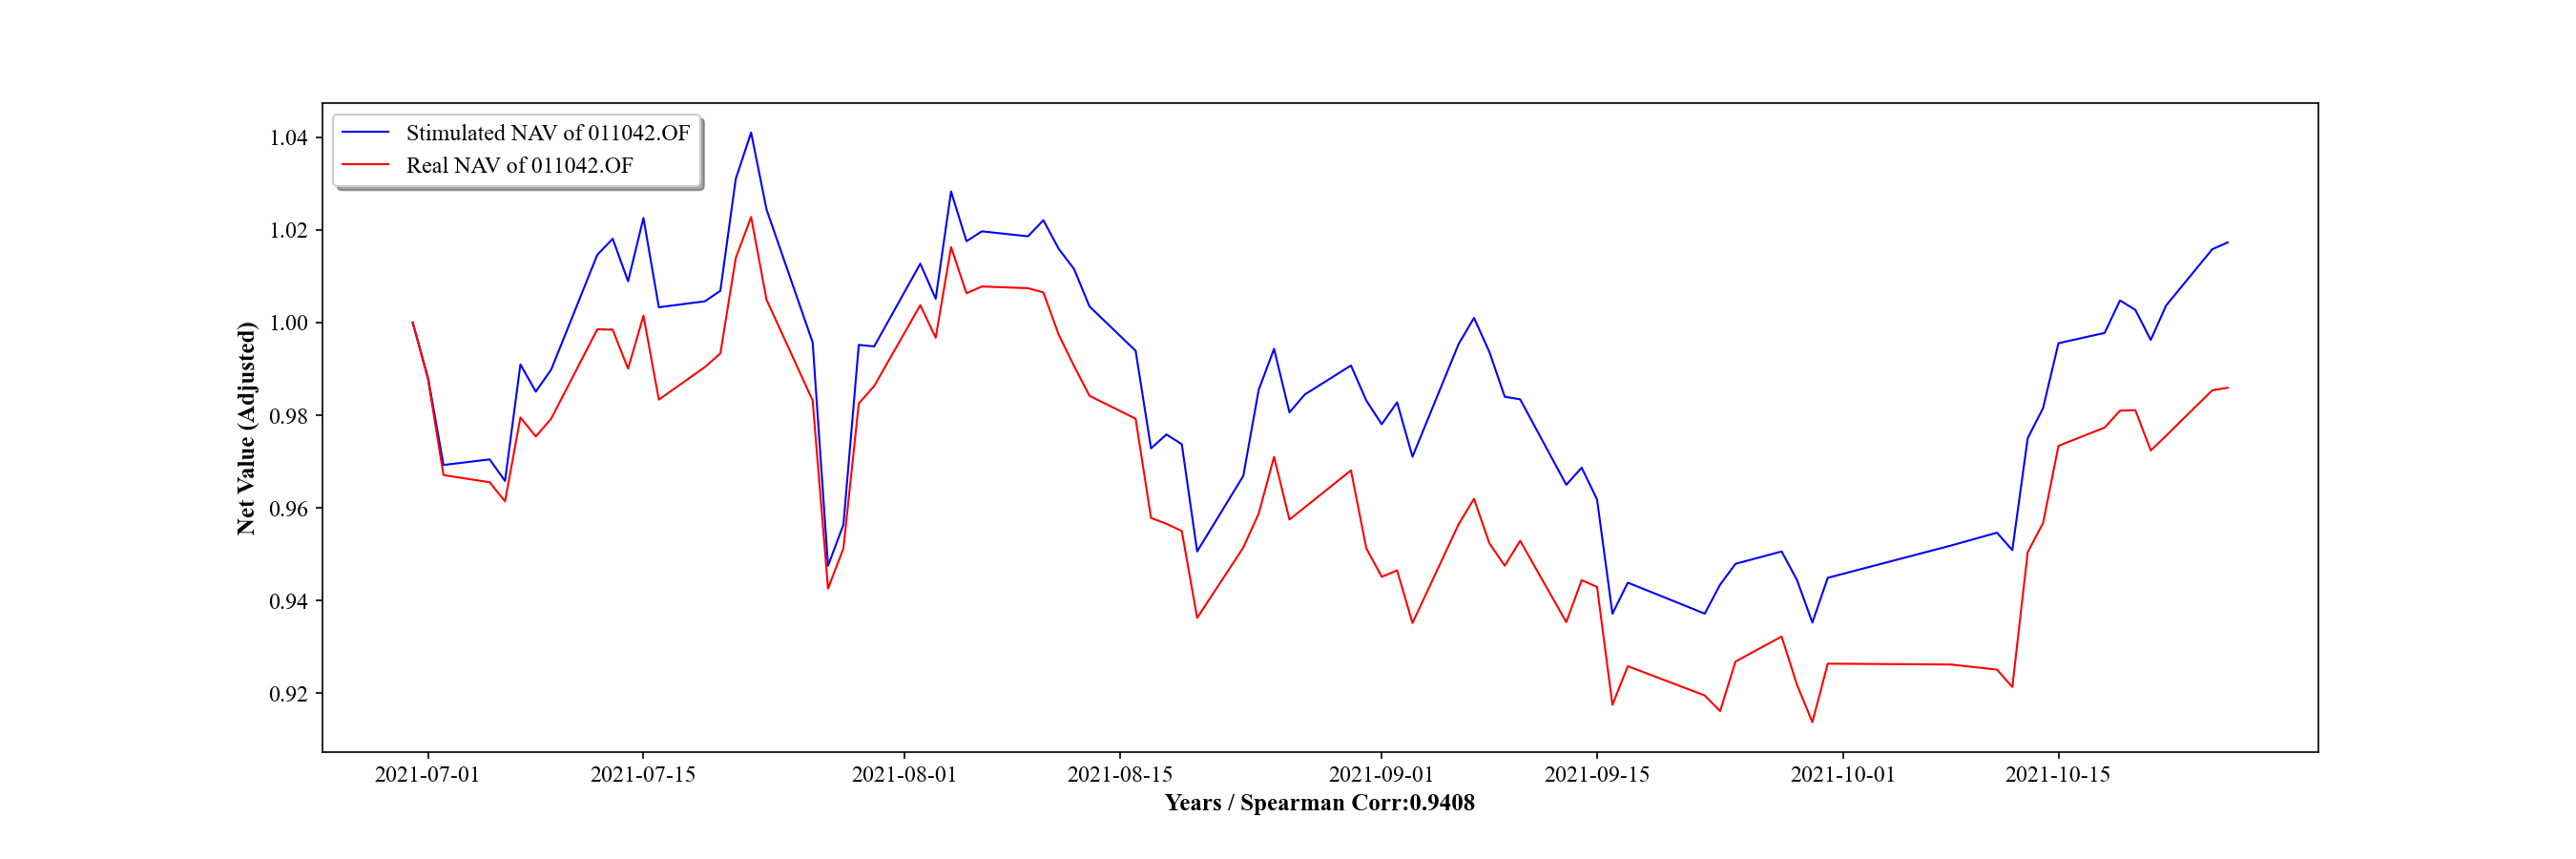 Stimulated NAV of 011042.OF
Real NAV of 011042.OF
Net Value (Adjusted)
1.04
1.02
1.00
0.98
0.96
0.94
0.92
2021-07-01 2021-07-15 2021-08-01 2021-08-15 2021-09-01 2021-09-15 2021-10-01 2021-10-15
Years / Spearman Corr:0.9408